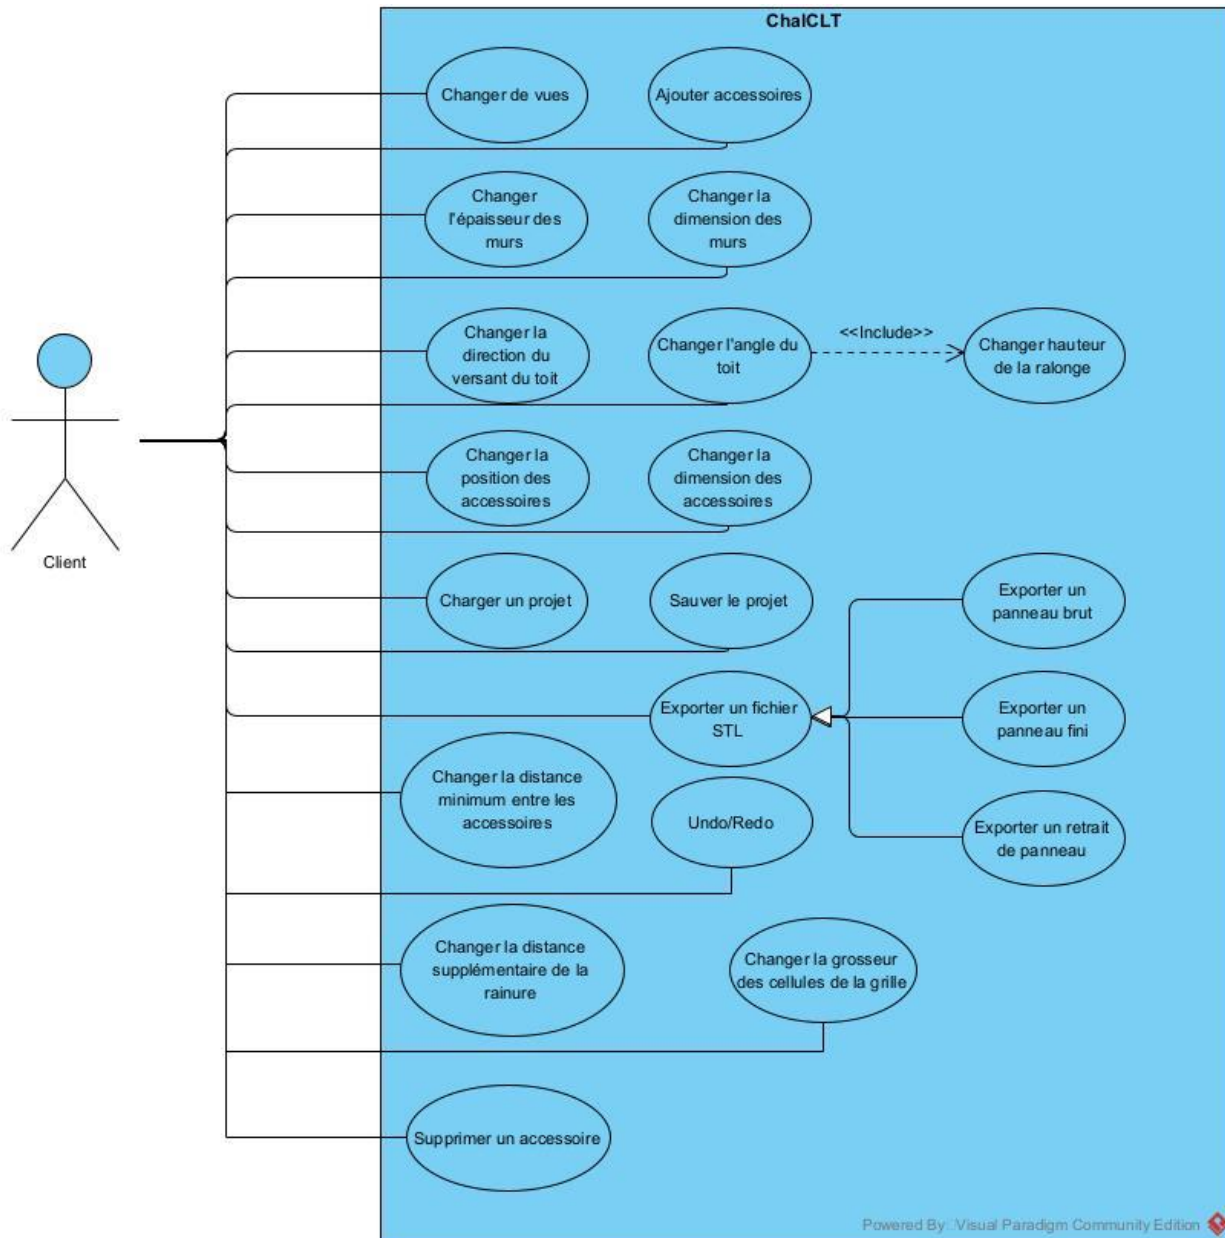 ChalCLT
Changer de vues
Ajouter accessoires
Changer
l'épaisseur des
murs
Changer la
dimension des
murs
Changer la
direction du
versant du toit
Changer l'angle du
toit
<<Include>>
Changer hauteur
de la ralonge
Changer la
position des
accessoires
Changer la
dimension des
accessoires
Client
Charger un projet
Sauver le projet
Exporter un
panneau brut
Exporter un fichier
STL
Exporter un
panneau fini
Changer la distance
minimum entre les
accessoires
Undo/Redo
Exporter un retrait
de panneau
Changer la distance
supplémentaire de la
rainure
Changer la grosseur
des cellules de la grille
Supprimer un accessoire
Powered By: Visual Paradigm Community Edition